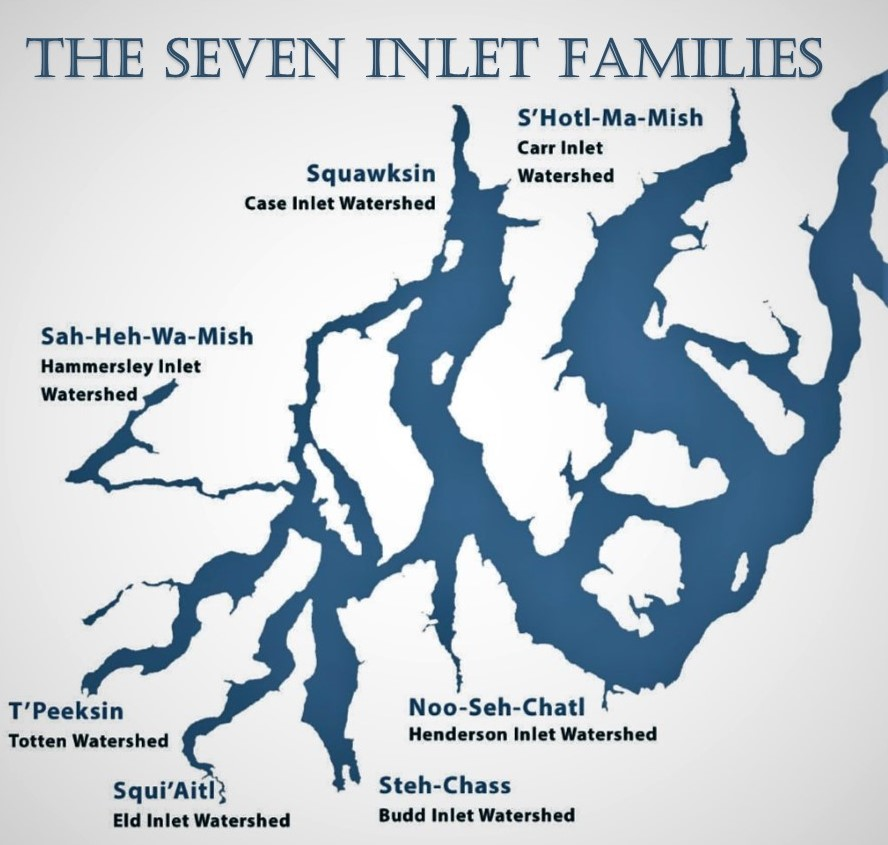 THE SEVEN INLET FAMILIES
S'Hotl-Ma-Mish
Carr Inlet
Watershed
Squawksin
Case Inlet Watershed
Sah-Heh-Wa-Mish
Hammersley Inlet
Watershed
T'Peeksin
Totten Watershed
Noo-Seh-Chatl
Henderson Inlet Watershed
Squi'Aitl
Eld Inlet Watershed
Steh-Chass
Budd Inlet Watershed